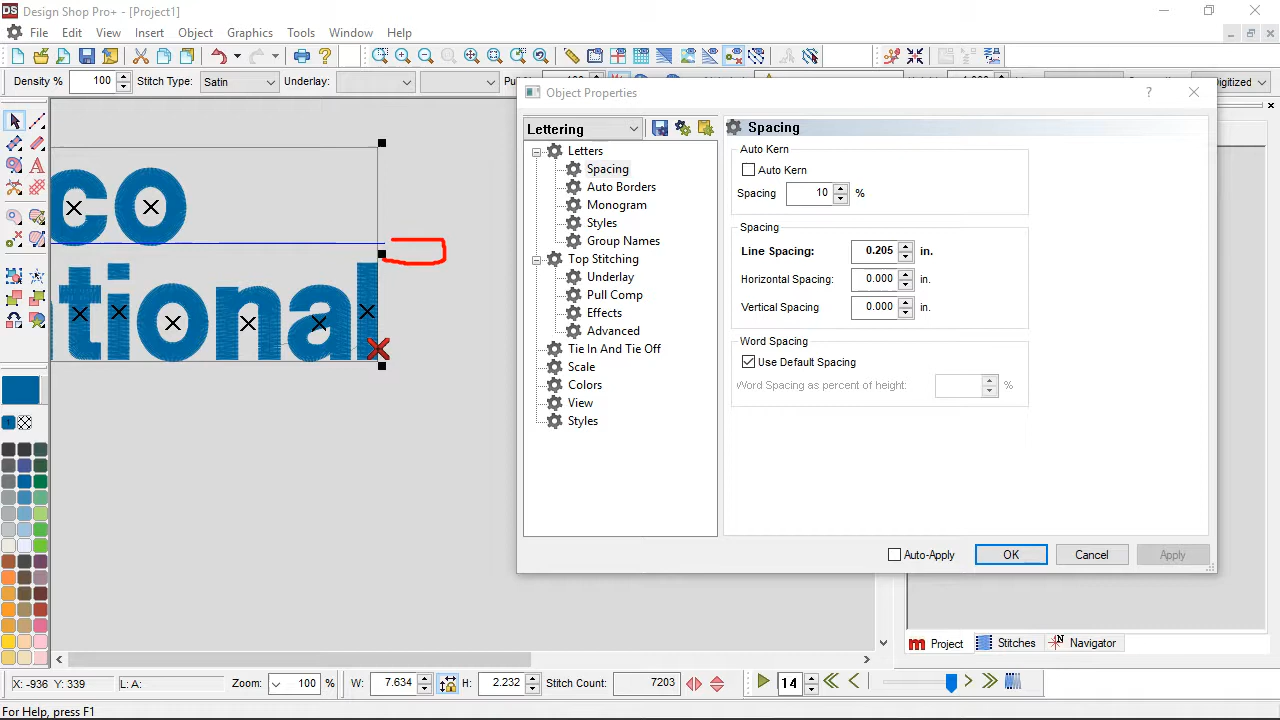 DS Design Shop Pro+ - [Project1]
File Edit View Insert Object Graphics Tools Window Help
Density % 100 Stitch Type: Satin Underlay:
Object Properties
Lettering
Letters
Spacing
Auto Borders
Monogram
Styles
Group Names
Top Stitching
Underlay
Pull Comp
Effects
Advanced
Tie In And Tie Off
Scale
Colors
View
Styles
Spacing
Auto Kern
Auto Kern
Spacing 10 %
Spacing
Line Spacing: 0.205 in.
Horizontal Spacing: 0.000 in.
Vertical Spacing 0.000 in.
Word Spacing
Use Default Spacing
Word Spacing as percent of height: %
Auto-Apply OK Cancel Apply
co
tional
m Project Stitches N Navigator
X: -936 Y: 339 L: A: Zoom: 100 % W: 7.634 H: 2.232 Stitch Count: 7203 14
For Help, press F1